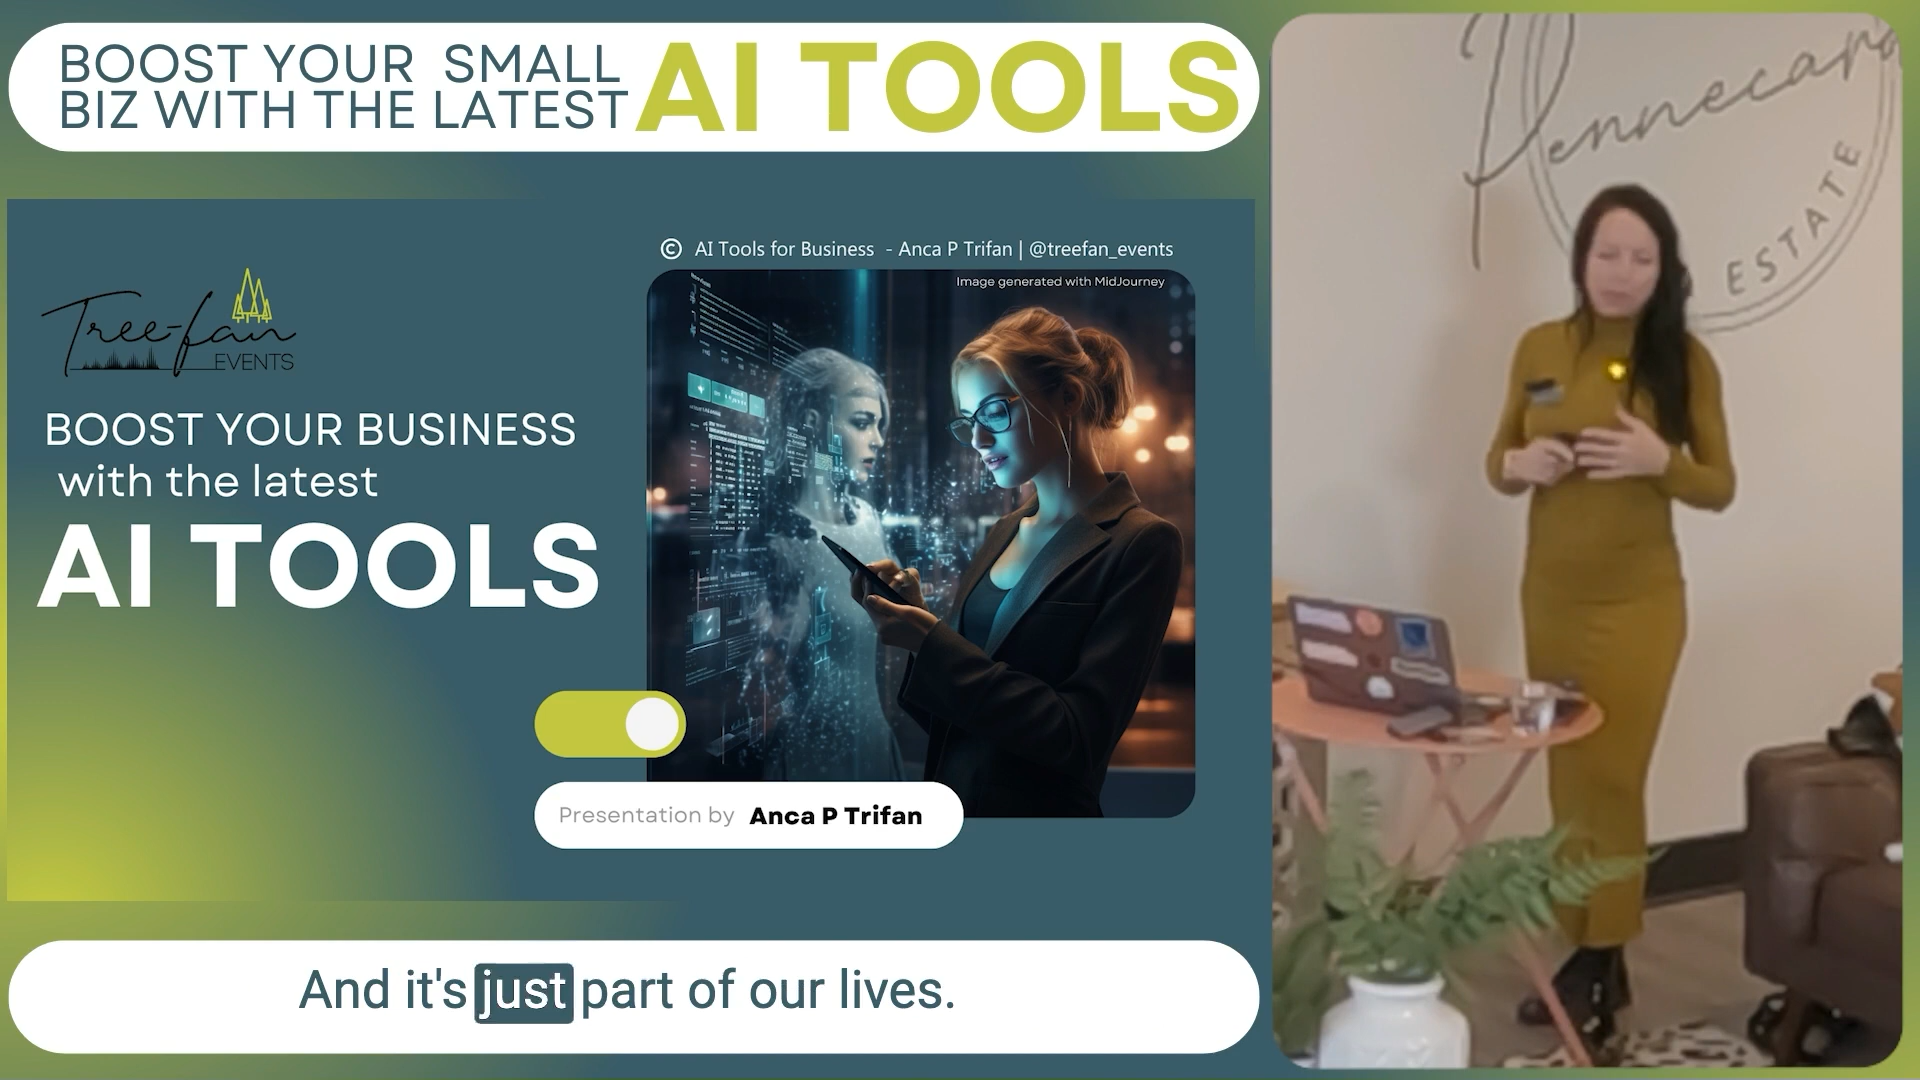 BOOST YOUR SMALL
BIZ WITH THE LATEST
AI TOOLS
© AI Tools for Business - Anca P Trifan | @treefan_events
Image generated with MidJourney
Tree-fan
EVENTS
BOOST YOUR BUSINESS
with the latest
AI TOOLS
Presentation by Anca P Trifan
And it's just part of our lives.
Pennecard
ESTATE